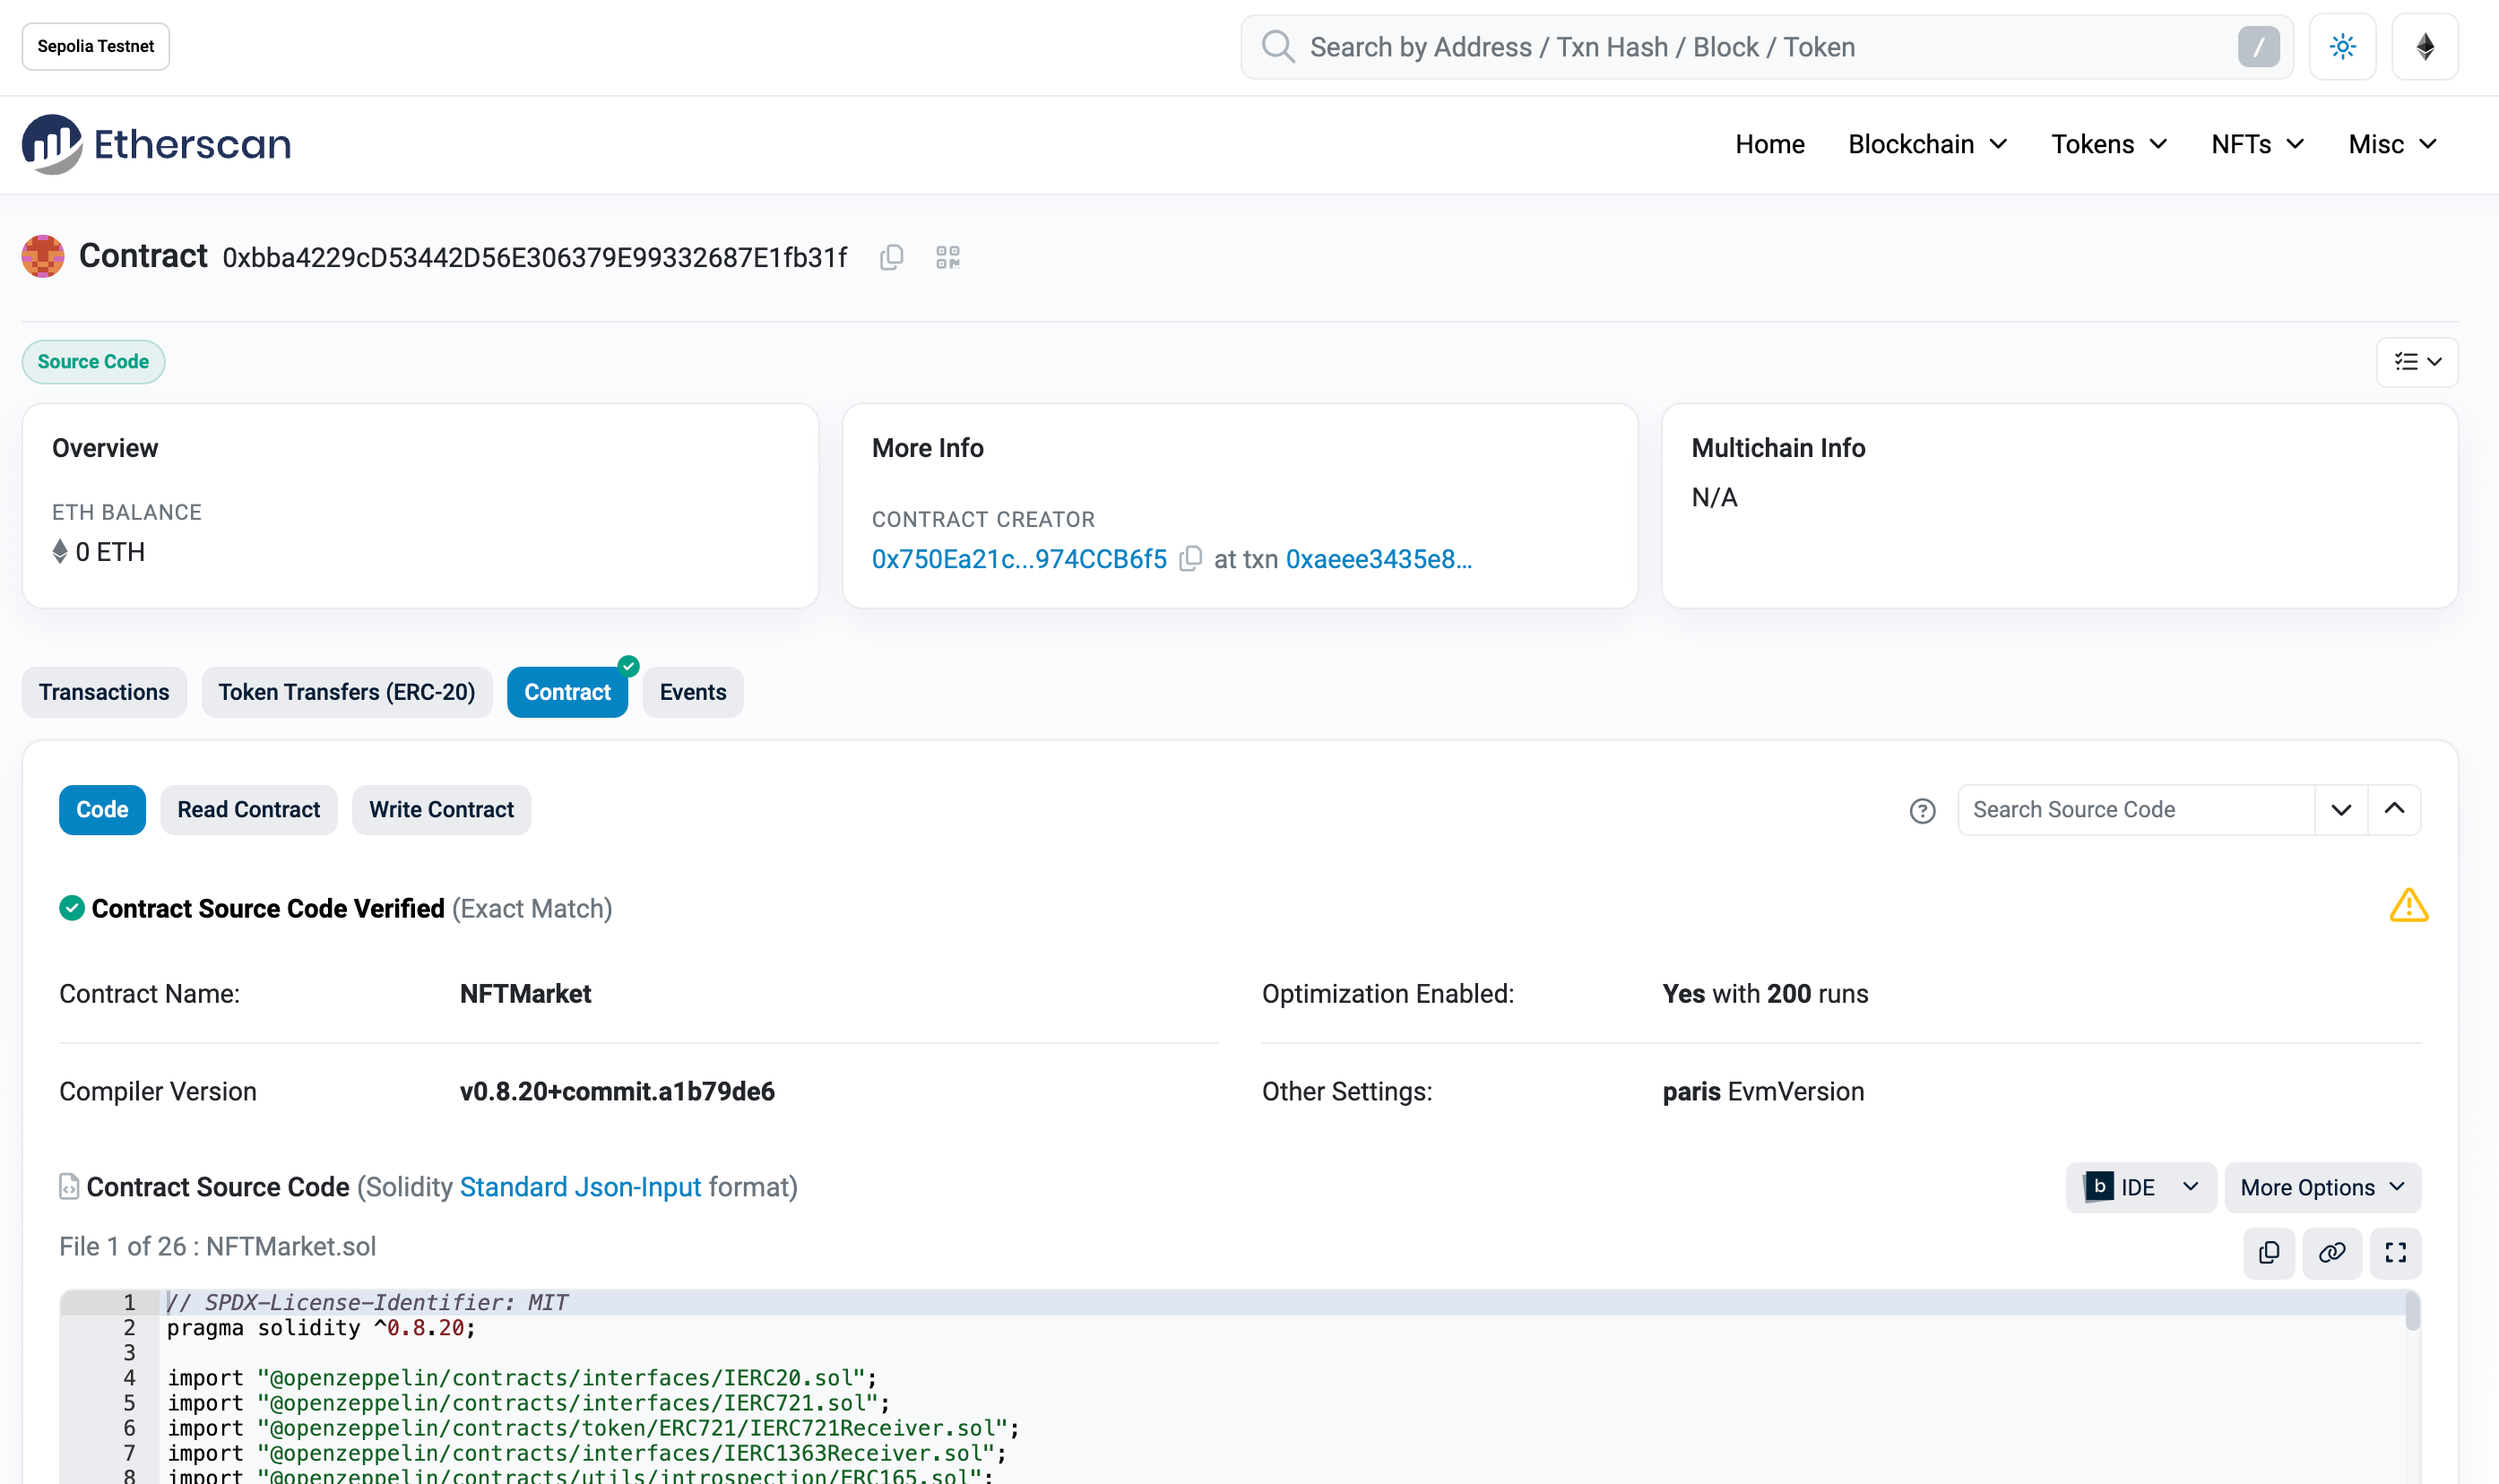 Sepolia Testnet
Search by Address / Txn Hash / Block / Token
/
Etherscan
Home
Blockchain
Tokens
NFTs
Misc
Contract 0xbba4229cD53442D56E306379E99332687E1fb31f
Source Code
Overview
ETH BALANCE
0 ETH
More Info
CONTRACT CREATOR
0x750Ea21c...974CCB6f5 at txn 0xaeee3435e8...
Multichain Info
N/A
Transactions
Token Transfers (ERC-20)
Contract
Events
Code
Read Contract
Write Contract
Search Source Code
Contract Source Code Verified (Exact Match)
Contract Name: NFTMarket
Optimization Enabled: Yes with 200 runs
Compiler Version v0.8.20+commit.a1b79de6
Other Settings: paris EvmVersion
Contract Source Code (Solidity Standard Json-Input format)
b IDE
More Options
File 1 of 26 : NFTMarket.sol
1 // SPDX-License-Identifier: MIT
2 pragma solidity ^0.8.20;
3
4 import "@openzeppelin/contracts/interfaces/IERC20.sol";
5 import "@openzeppelin/contracts/interfaces/IERC721.sol";
6 import "@openzeppelin/contracts/token/ERC721/IERC721Receiver.sol";
7 import "@openzeppelin/contracts/interfaces/IERC1363Receiver.sol";
8 import "@openzeppelin/contracts/utils/introspection/ERC165.sol";